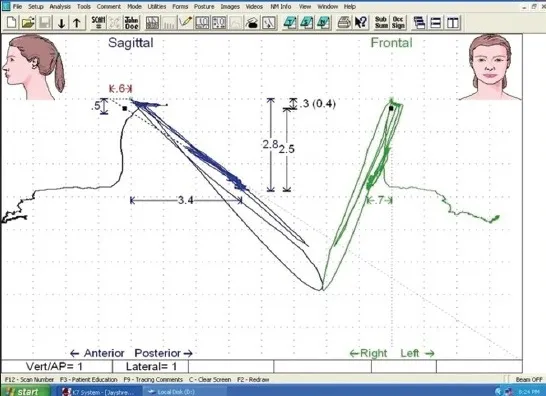 File Setup Analysis Tools Comment Mode Utilities Forms Posture Images Videos NM Info View Window Help
SCAN
John Doe
Sub Sum
Occ Sign
Sagittal
Frontal
.6
.5
.3 (0.4)
2.8
2.5
3.4
.7
← Anterior Posterior →
← Right Left →
Vert/AP= 1 Lateral= 1
F12 - Scan Number F3 - Patient Education F9 - Tracing Comments C - Clear Screen F2 - Redraw Beam OFF
start
K7 System - [Jayshre...
Local Disk (D:)
5:24 PM